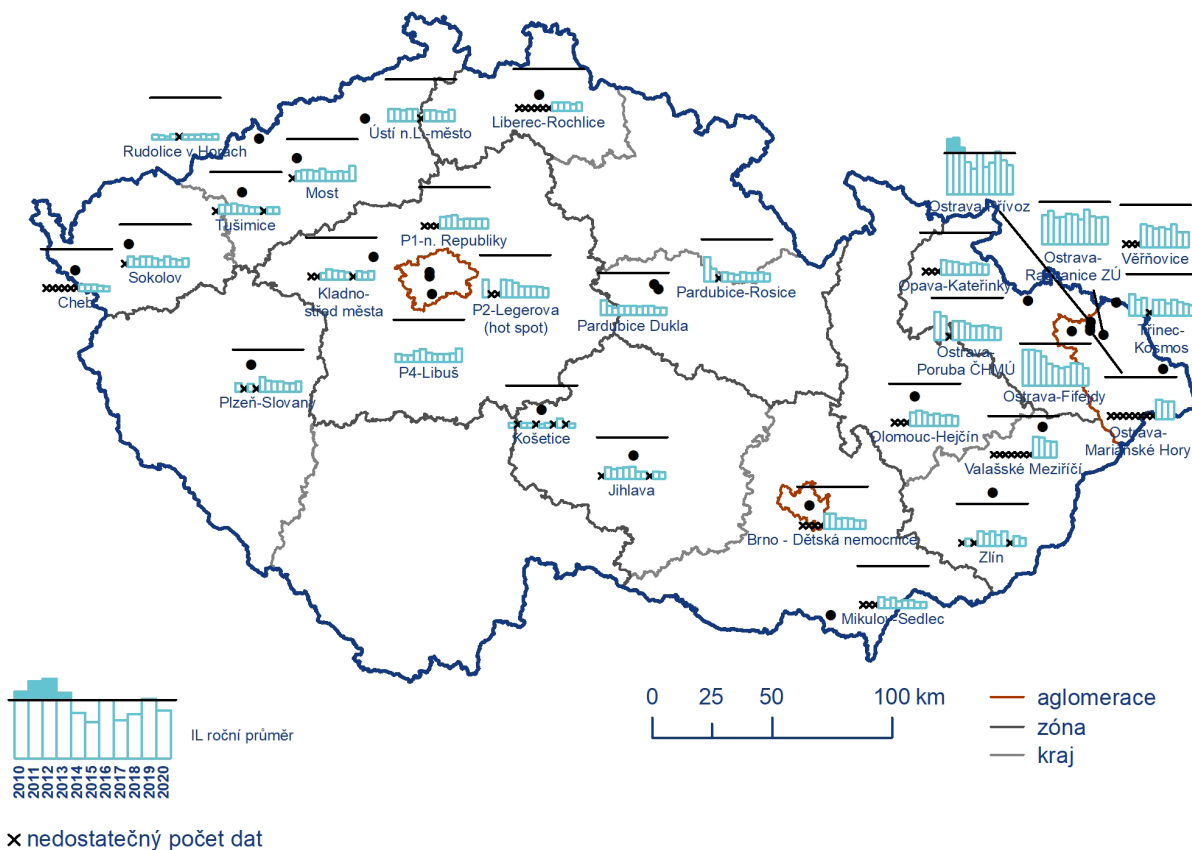 Ostrava-Přívoz
Ústí n.L.-město
Liberec-Rochlice
Rudolice v Horách
Most
Tušimice
P1-n. Republiky
Ostrava-
Radvanice ZÚ
Věřňovice
Sokolov
Cheb
Kladno-
střed města
P2-Legerova
(hot spot)
Pardubice Dukla
Pardubice-Rosice
Opava-Kateřinky
Třinec-
Kosmos
Ostrava-
Poruba ČHMÚ
Ostrava-Fifejdy
P4-Libuš
Plzeň-Slovany
Košetice
Jihlava
Olomouc-Hejčín
Valašské Meziříčí
Ostrava-
Mariánské Hory
Brno - Dětská nemocnice
Zlín
Mikulov-Sedlec
IL roční průměr
2010
2011
2012
2013
2014
2015
2016
2017
2018
2019
2020
nedostatečný počet dat
0 25 50 100 km
aglomerace
zóna
kraj